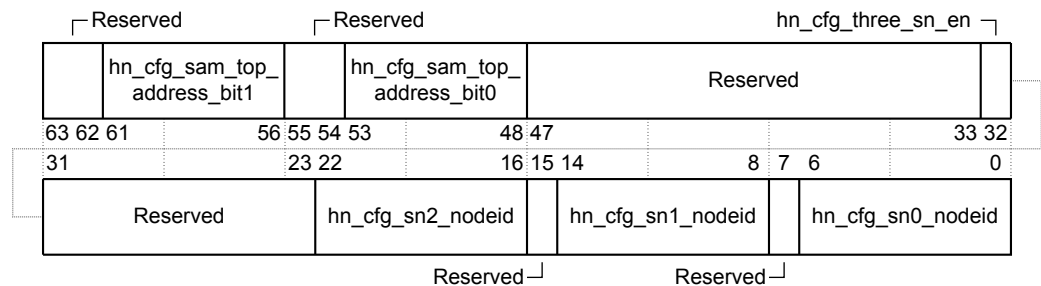 Reserved Reserved hn_cfg_three_sn_en
hn_cfg_sam_top_
address_bit1
hn_cfg_sam_top_
address_bit0
Reserved
63 62 61 56 55 54 53 48 47 33 32
31 23 22 16 15 14 8 7 6 0
Reserved hn_cfg_sn2_nodeid hn_cfg_sn1_nodeid hn_cfg_sn0_nodeid
Reserved Reserved